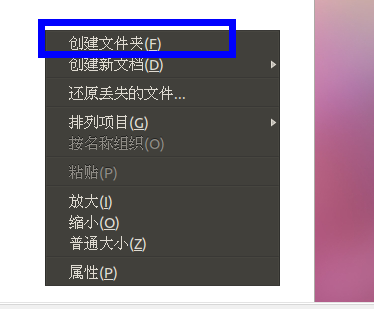 创建文件夹(F)
创建新文档(D)
还原丢失的文件...
排列项目(G)
按名称组织(O)
粘贴(P)
放大(I)
缩小(O)
普通大小(Z)
属性(P)